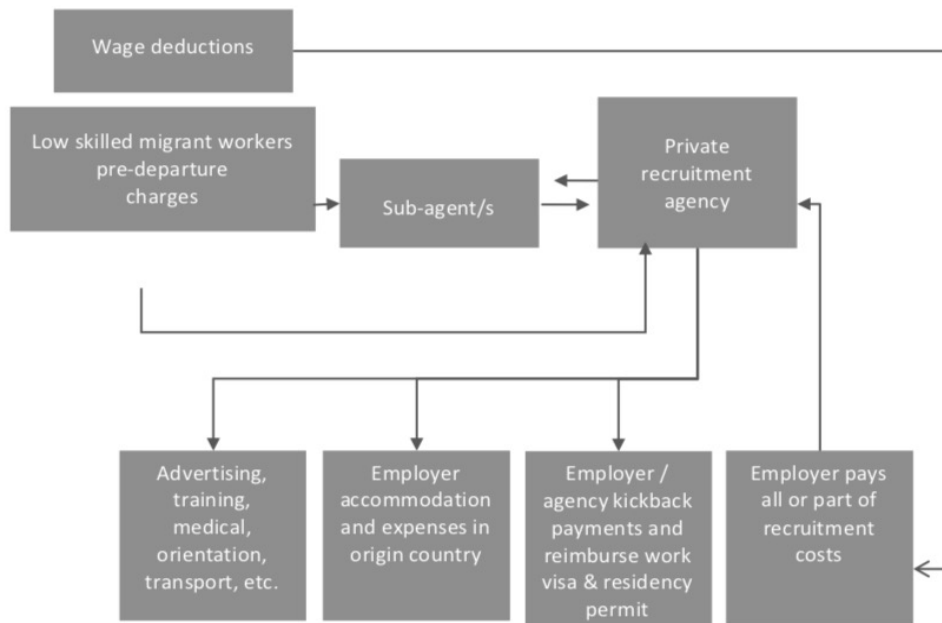 Wage deductions
Low skilled migrant workers
pre-departure
charges
Sub-agent/s
Private
recruitment
agency
Advertising,
training,
medical,
orientation,
transport, etc.
Employer
accommodation
and expenses in
origin country
Employer /
agency kickback
payments and
reimburse work
visa & residency
permit
Employer pays
all or part of
recruitment
costs